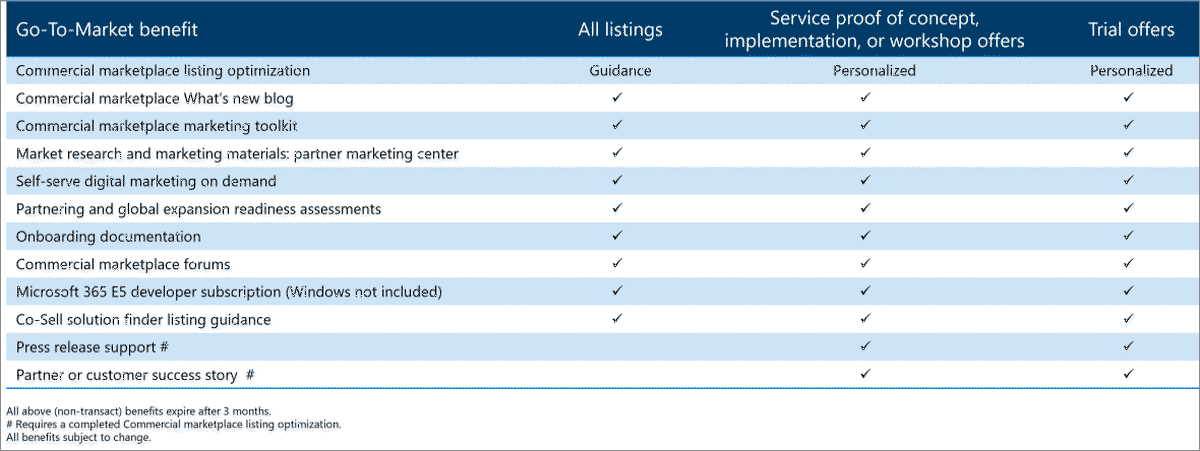 Go-To-Market benefit All listings Service proof of concept, implementation, or workshop offers Trial offers
Commercial marketplace listing optimization Guidance Personalized Personalized
Commercial marketplace What's new blog ✓ ✓ ✓
Commercial marketplace marketing toolkit ✓ ✓ ✓
Market research and marketing materials: partner marketing center ✓ ✓ ✓
Self-serve digital marketing on demand ✓ ✓ ✓
Partnering and global expansion readiness assessments ✓ ✓ ✓
Onboarding documentation ✓ ✓ ✓
Commercial marketplace forums ✓ ✓ ✓
Microsoft 365 E5 developer subscription (Windows not included) ✓ ✓ ✓
Co-Sell solution finder listing guidance ✓ ✓ ✓
Press release support # ✓ ✓
Partner or customer success story # ✓ ✓
All above (non-transact) benefits expire after 3 months.
# Requires a completed Commercial marketplace listing optimization.
All benefits subject to change.